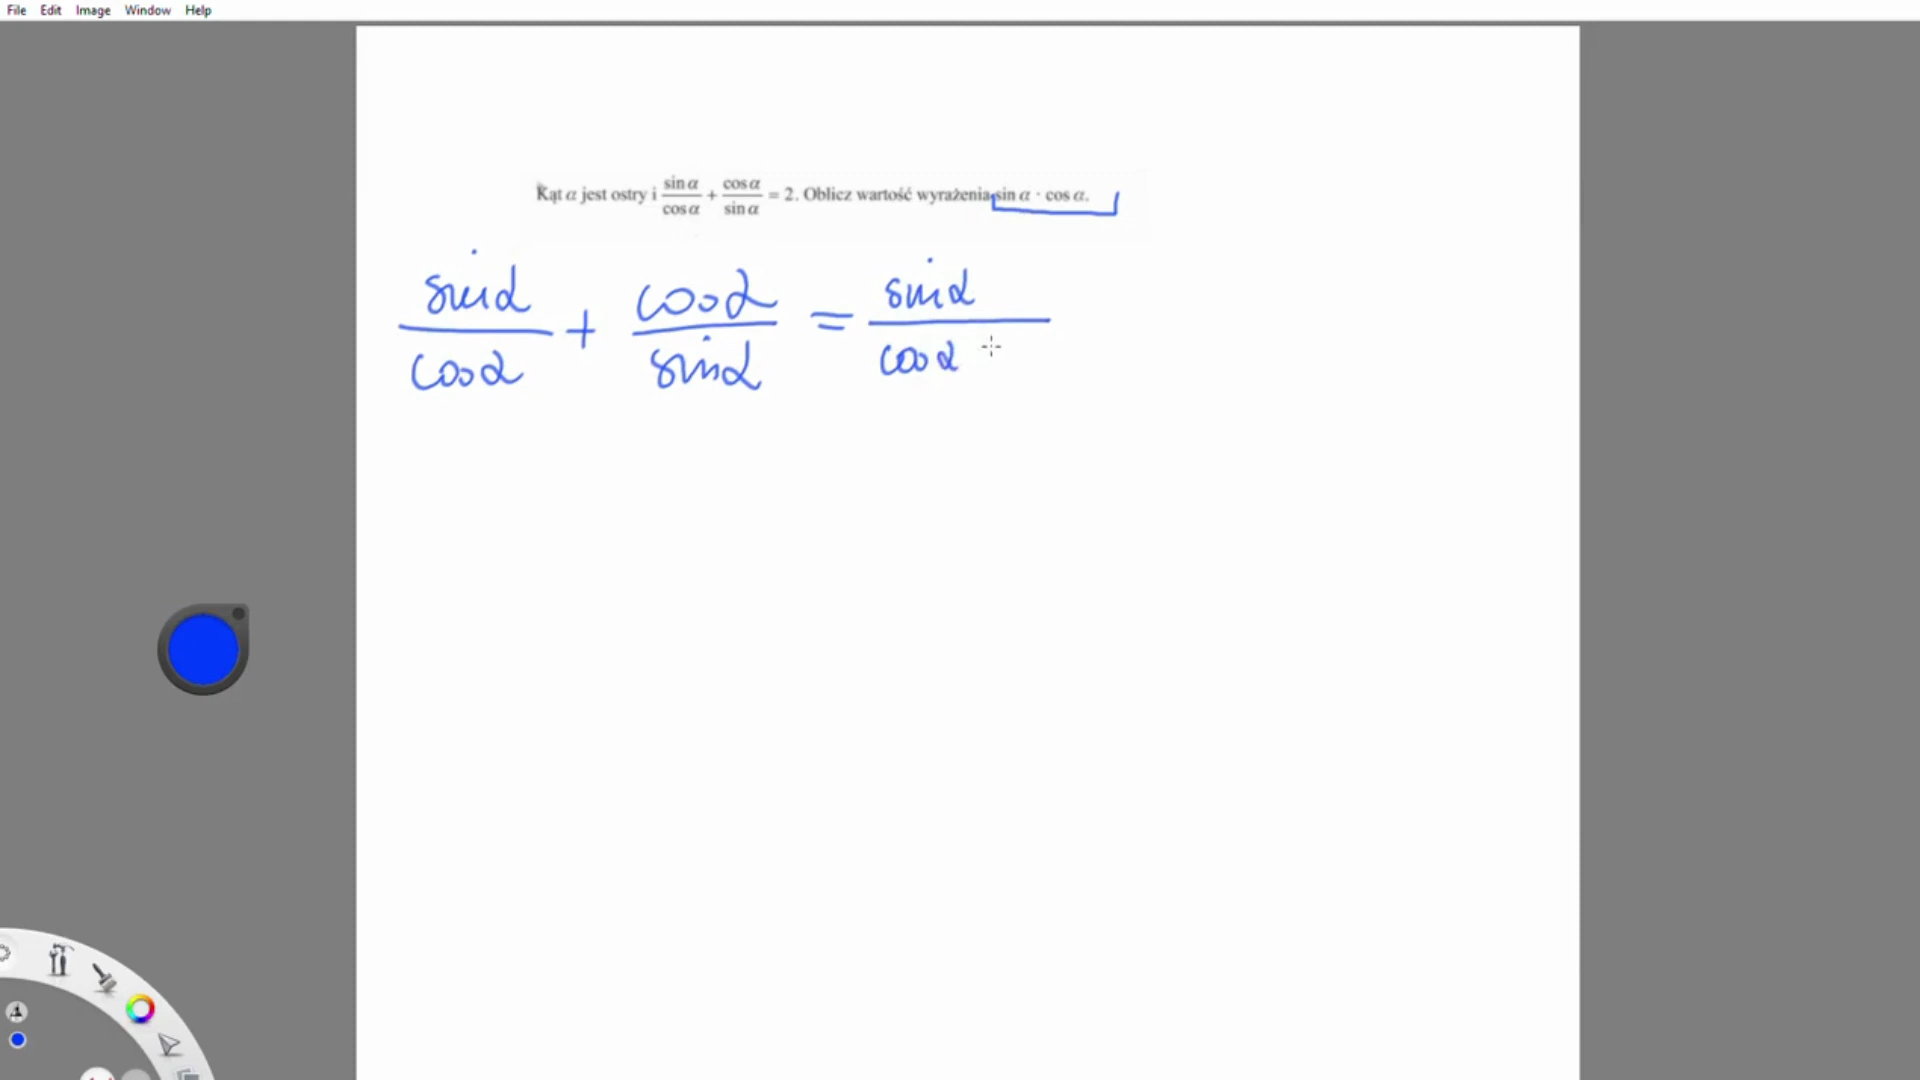 File Edit Image Window Help
Kąt α jest ostry i sin α / cos α + cos α / sin α = 2. Oblicz wartość wyrażenia sin α · cos α.
sin α / cos α + cos α / sin α = sin α / cos α